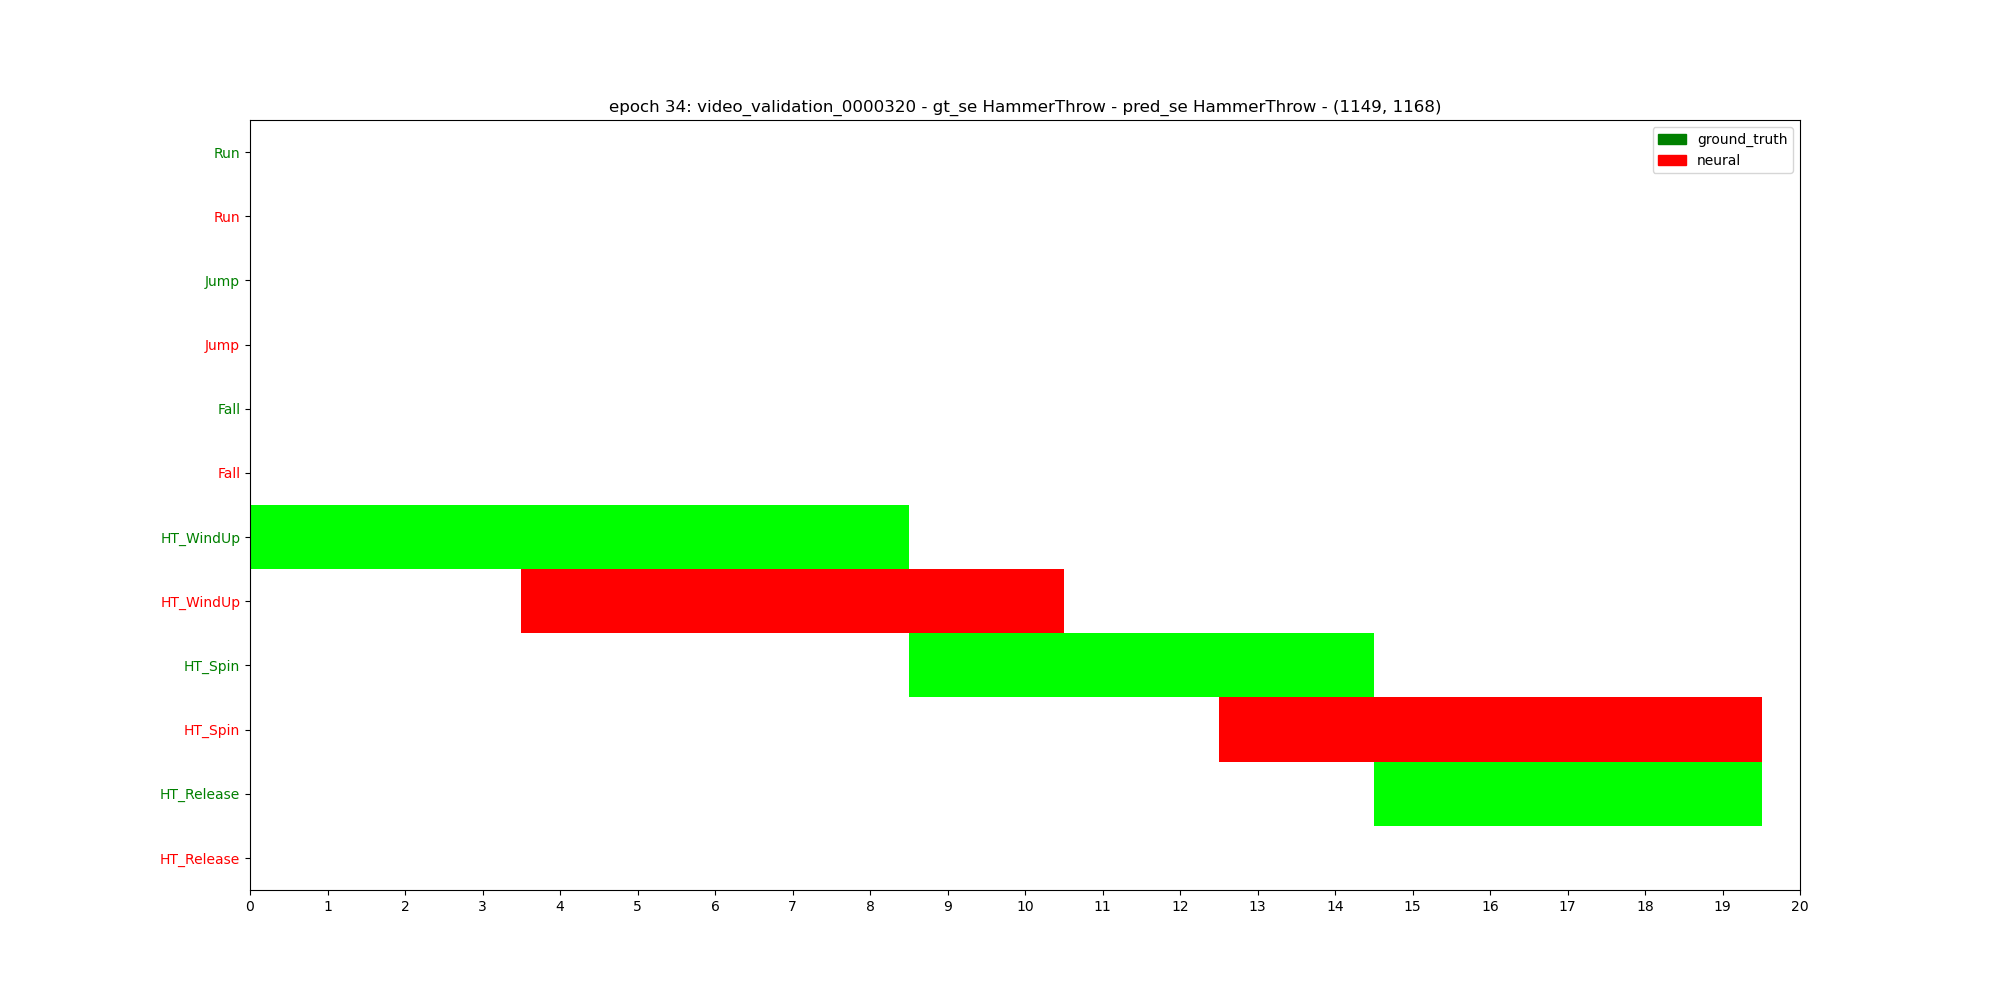 epoch 34: video_validation_0000320 - gt_se HammerThrow - pred_se HammerThrow - (1149, 1168)
ground_truth
neural
Run
Run
Jump
Jump
Fall
Fall
HT_WindUp
HT_WindUp
HT_Spin
HT_Spin
HT_Release
HT_Release
0 1 2 3 4 5 6 7 8 9 10 11 12 13 14 15 16 17 18 19 20